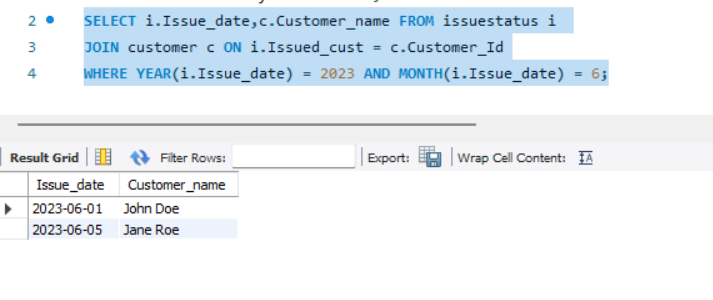 2 SELECT i.Issue_date,c.Customer_name FROM issuestatus i
3 JOIN customer c ON i.Issued_cust = c.Customer_Id
4 WHERE YEAR(i.Issue_date) = 2023 AND MONTH(i.Issue_date) = 6;
Result Grid Filter Rows: Export: Wrap Cell Content: IA
Issue_date Customer_name
2023-06-01 John Doe
2023-06-05 Jane Roe